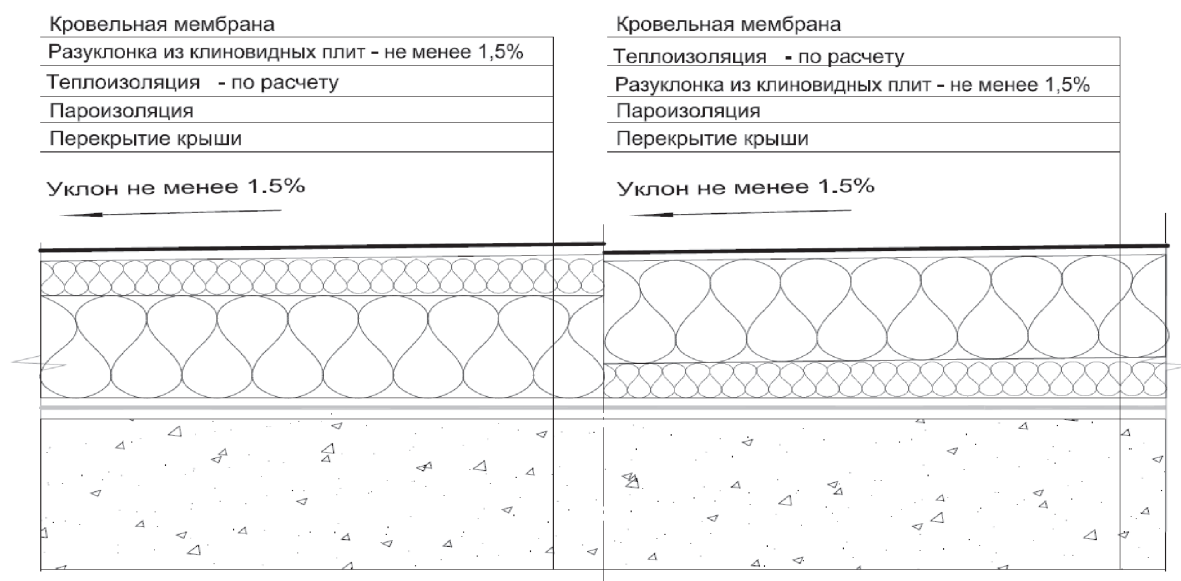 Кровельная мембрана
Разуклонка из клиновидных плит - не менее 1,5%
Теплоизоляция - по расчету
Пароизоляция
Перекрытие крыши
Уклон не менее 1.5%
Кровельная мембрана
Теплоизоляция - по расчету
Разуклонка из клиновидных плит - не менее 1,5%
Пароизоляция
Перекрытие крыши
Уклон не менее 1.5%